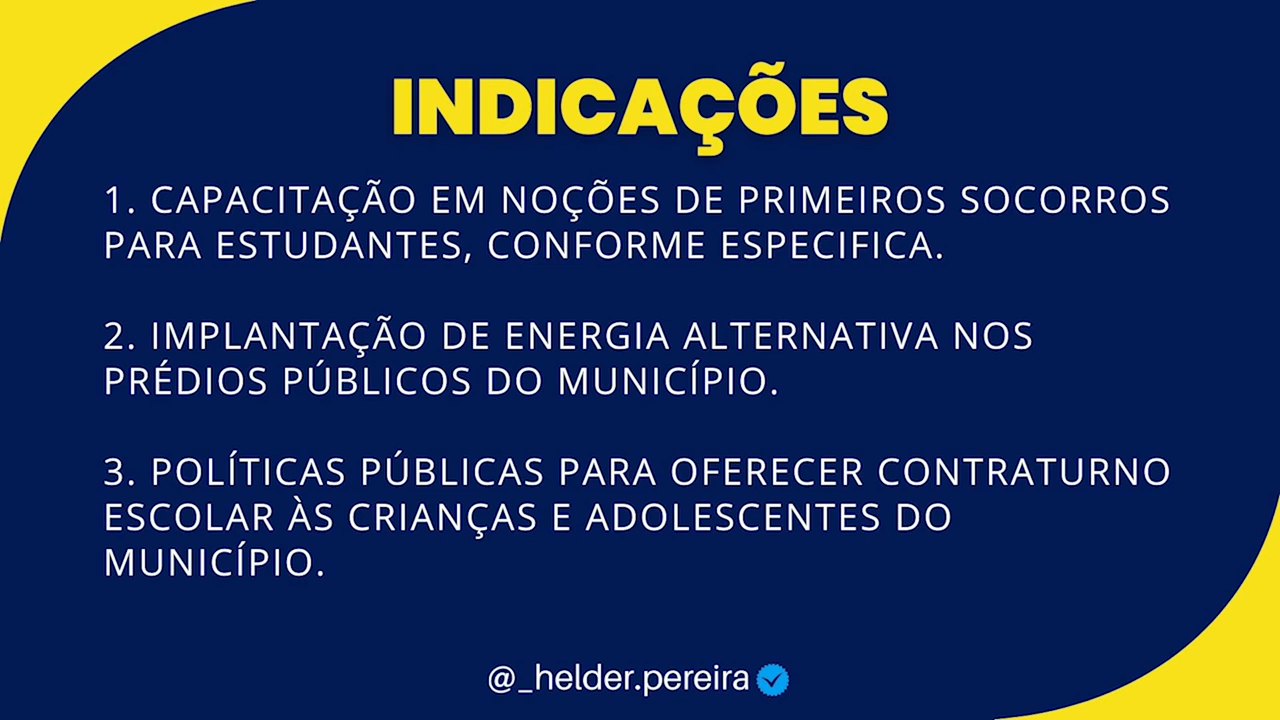 INDICAÇÕES
1. CAPACITAÇÃO EM NOÇÕES DE PRIMEIROS SOCORROS
PARA ESTUDANTES, CONFORME ESPECIFICA.
2. IMPLANTAÇÃO DE ENERGIA ALTERNATIVA NOS
PRÉDIOS PÚBLICOS DO MUNICÍPIO.
3. POLÍTICAS PÚBLICAS PARA OFERECER CONTRATURNO
ESCOLAR ÀS CRIANÇAS E ADOLESCENTES DO
MUNICÍPIO.
@_helder.pereira